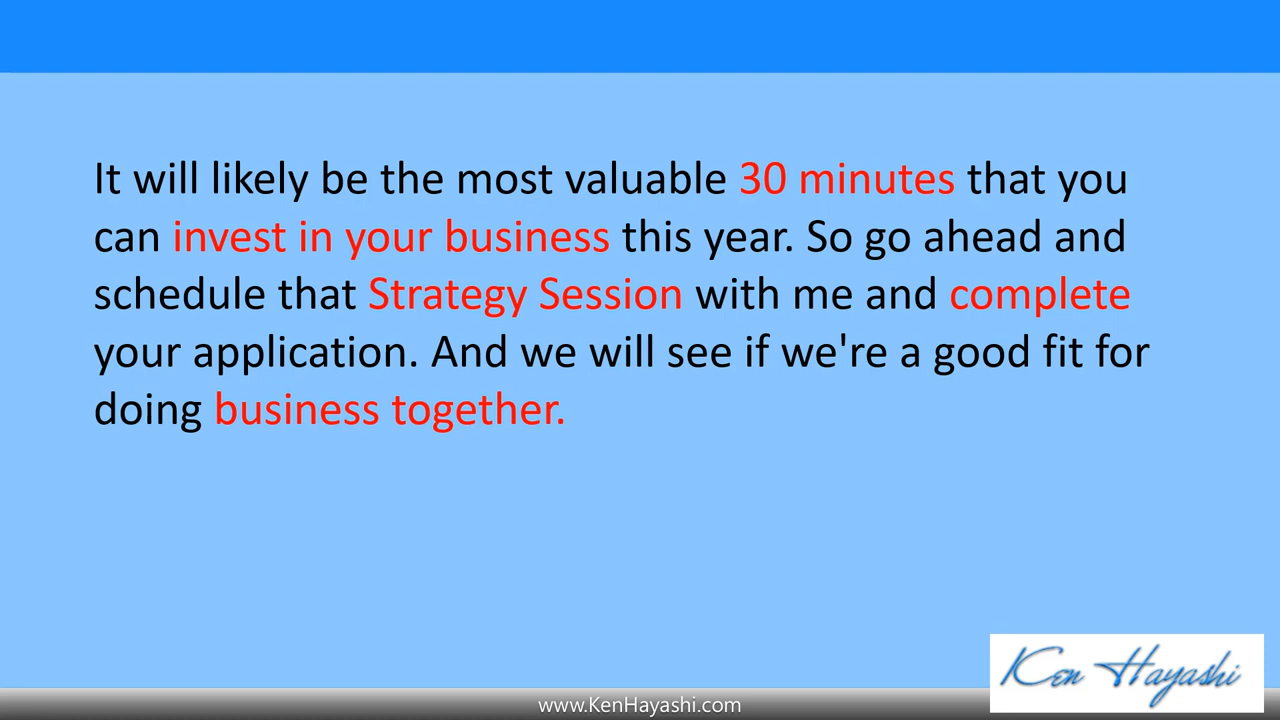 It will likely be the most valuable 30 minutes that you
can invest in your business this year. So go ahead and
schedule that Strategy Session with me and complete
your application. And we will see if we're a good fit for
doing business together.
Ken Hayashi
www.KenHayashi.com